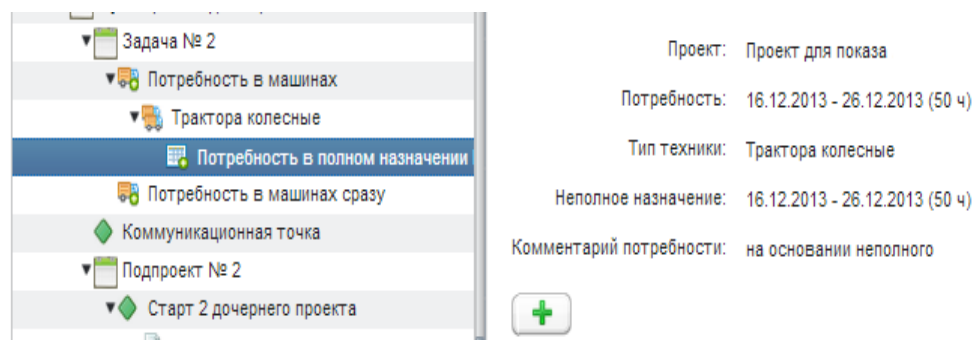 Задача № 2
Потребность в машинах
Трактора колесные
Потребность в полном назначении
Потребность в машинах сразу
Коммуникационная точка
Подпроект № 2
Старт 2 дочернего проекта
Проект: Проект для показа
Потребность: 16.12.2013 - 26.12.2013 (50 ч)
Тип техники: Трактора колесные
Неполное назначение: 16.12.2013 - 26.12.2013 (50 ч)
Комментарий потребности: на основании неполного